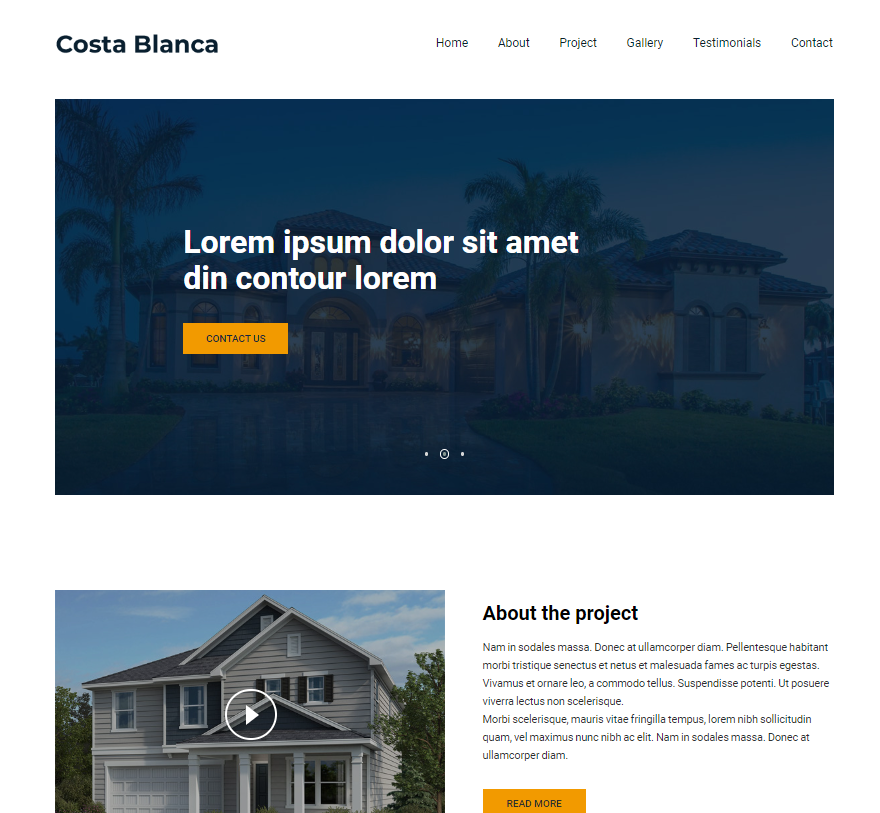 Costa Blanca
Home About Project Gallery Testimonials Contact
Lorem ipsum dolor sit amet
din contour lorem
CONTACT US
About the project
Nam in sodales massa. Donec at ullamcorper diam. Pellentesque habitant
morbi tristique senectus et netus et malesuada fames ac turpis egestas.
Vivamus et ornare leo, a commodo tellus. Suspendisse potenti. Ut posuere
viverra lectus non scelerisque.
Morbi scelerisque, mauris vitae fringilla tempus, lorem nibh sollicitudin
quam, vel maximus nunc nibh ac elit. Nam in sodales massa. Donec at
ullamcorper diam.
READ MORE